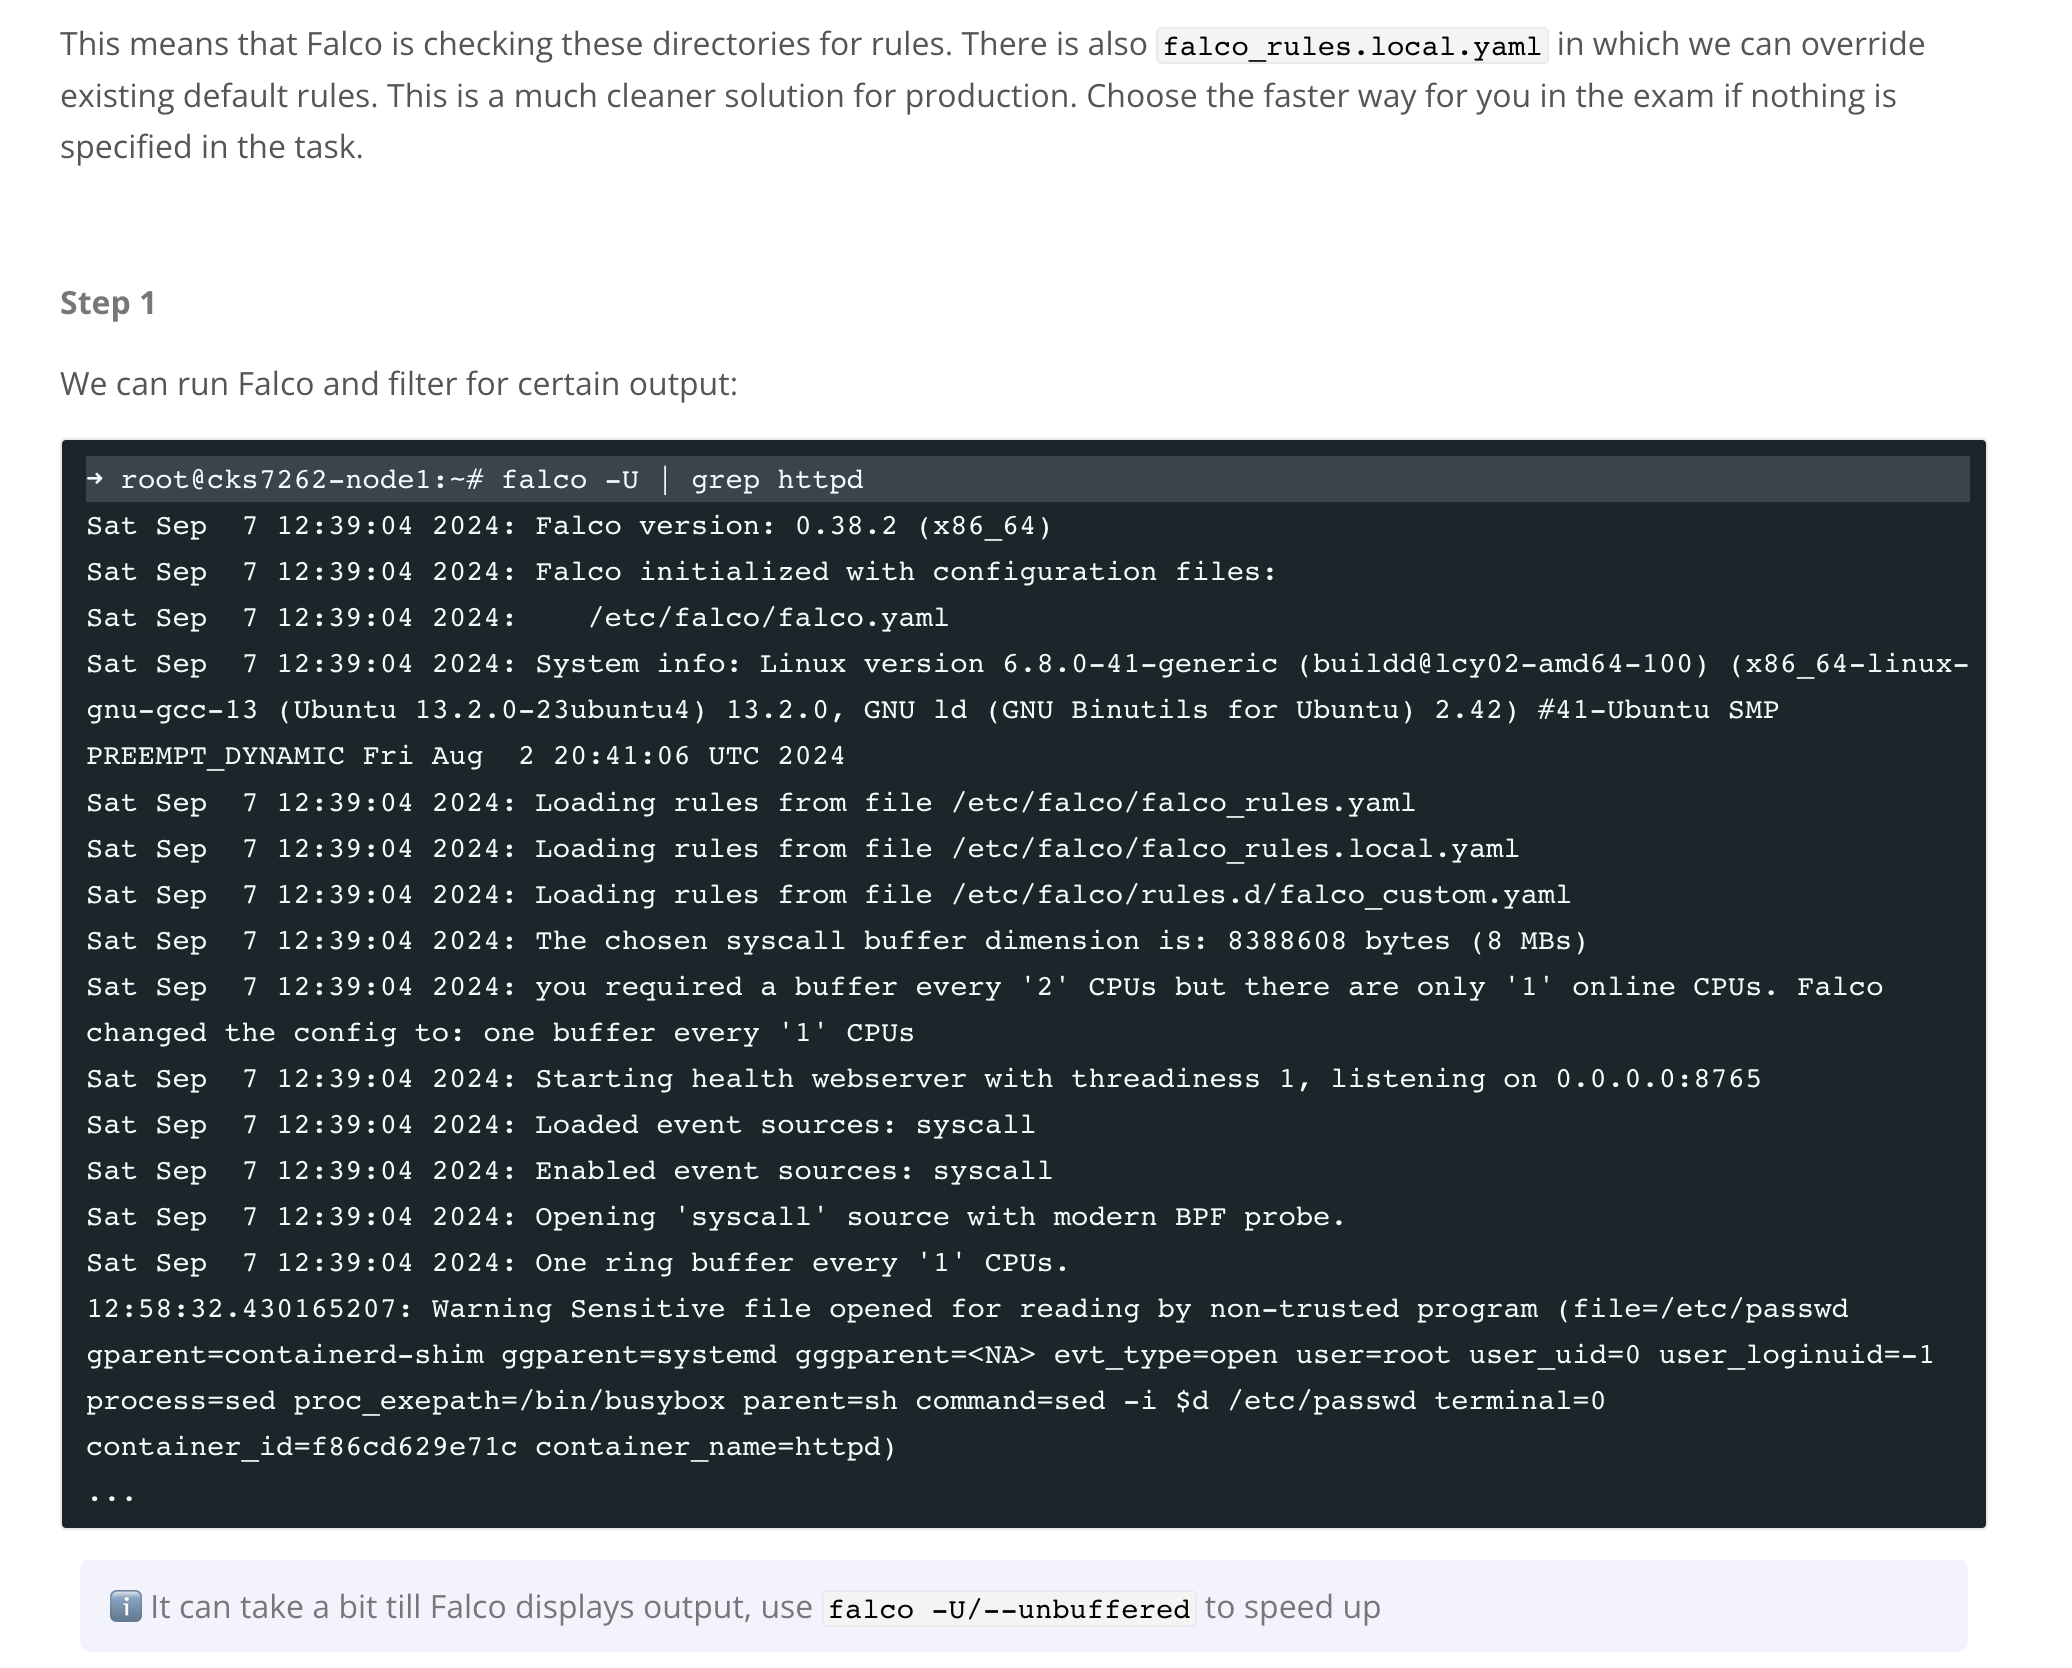 This means that Falco is checking these directories for rules. There is also falco_rules.local.yaml in which we can override
existing default rules. This is a much cleaner solution for production. Choose the faster way for you in the exam if nothing is
specified in the task.
Step 1
We can run Falco and filter for certain output:
➜ root@cks7262-node1:~# falco -U | grep httpd
Sat Sep  7 12:39:04 2024: Falco version: 0.38.2 (x86_64)
Sat Sep  7 12:39:04 2024: Falco initialized with configuration files:
Sat Sep  7 12:39:04 2024:    /etc/falco/falco.yaml
Sat Sep  7 12:39:04 2024: System info: Linux version 6.8.0-41-generic (buildd@lcy02-amd64-100) (x86_64-linux-
gnu-gcc-13 (Ubuntu 13.2.0-23ubuntu4) 13.2.0, GNU ld (GNU Binutils for Ubuntu) 2.42) #41-Ubuntu SMP
PREEMPT_DYNAMIC Fri Aug  2 20:41:06 UTC 2024
Sat Sep  7 12:39:04 2024: Loading rules from file /etc/falco/falco_rules.yaml
Sat Sep  7 12:39:04 2024: Loading rules from file /etc/falco/falco_rules.local.yaml
Sat Sep  7 12:39:04 2024: Loading rules from file /etc/falco/rules.d/falco_custom.yaml
Sat Sep  7 12:39:04 2024: The chosen syscall buffer dimension is: 8388608 bytes (8 MBs)
Sat Sep  7 12:39:04 2024: you required a buffer every '2' CPUs but there are only '1' online CPUs. Falco
changed the config to: one buffer every '1' CPUs
Sat Sep  7 12:39:04 2024: Starting health webserver with threadiness 1, listening on 0.0.0.0:8765
Sat Sep  7 12:39:04 2024: Loaded event sources: syscall
Sat Sep  7 12:39:04 2024: Enabled event sources: syscall
Sat Sep  7 12:39:04 2024: Opening 'syscall' source with modern BPF probe.
Sat Sep  7 12:39:04 2024: One ring buffer every '1' CPUs.
12:58:32.430165207: Warning Sensitive file opened for reading by non-trusted program (file=/etc/passwd
gparent=containerd-shim ggparent=systemd gggparent=<NA> evt_type=open user=root user_uid=0 user_loginuid=-1
process=sed proc_exepath=/bin/busybox parent=sh command=sed -i $d /etc/passwd terminal=0
container_id=f86cd629e71c container_name=httpd)
...
ℹ️ It can take a bit till Falco displays output, use falco -U/--unbuffered to speed up